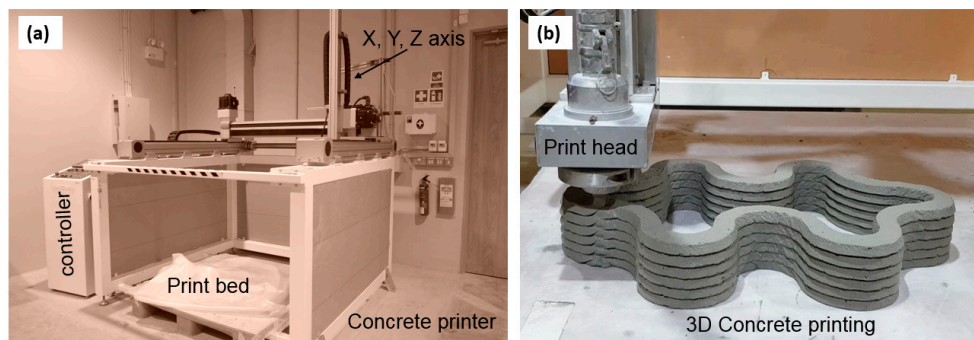 (a)
X, Y, Z axis
controller
Print bed
Concrete printer
(b)
Print head
3D Concrete printing